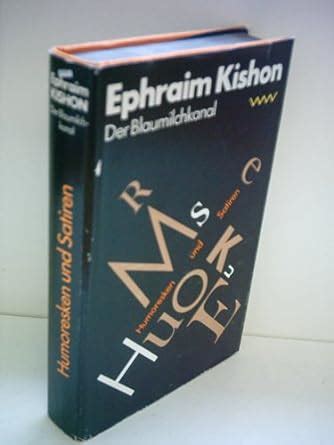 Ephraim
KISHON
Der Blaumilch-
kanal
Humoresken und Satiren
Ephraim Kishon
Der Blaumilchkanal
R e
M s
Humoresken und Satiren
H u O K
E u